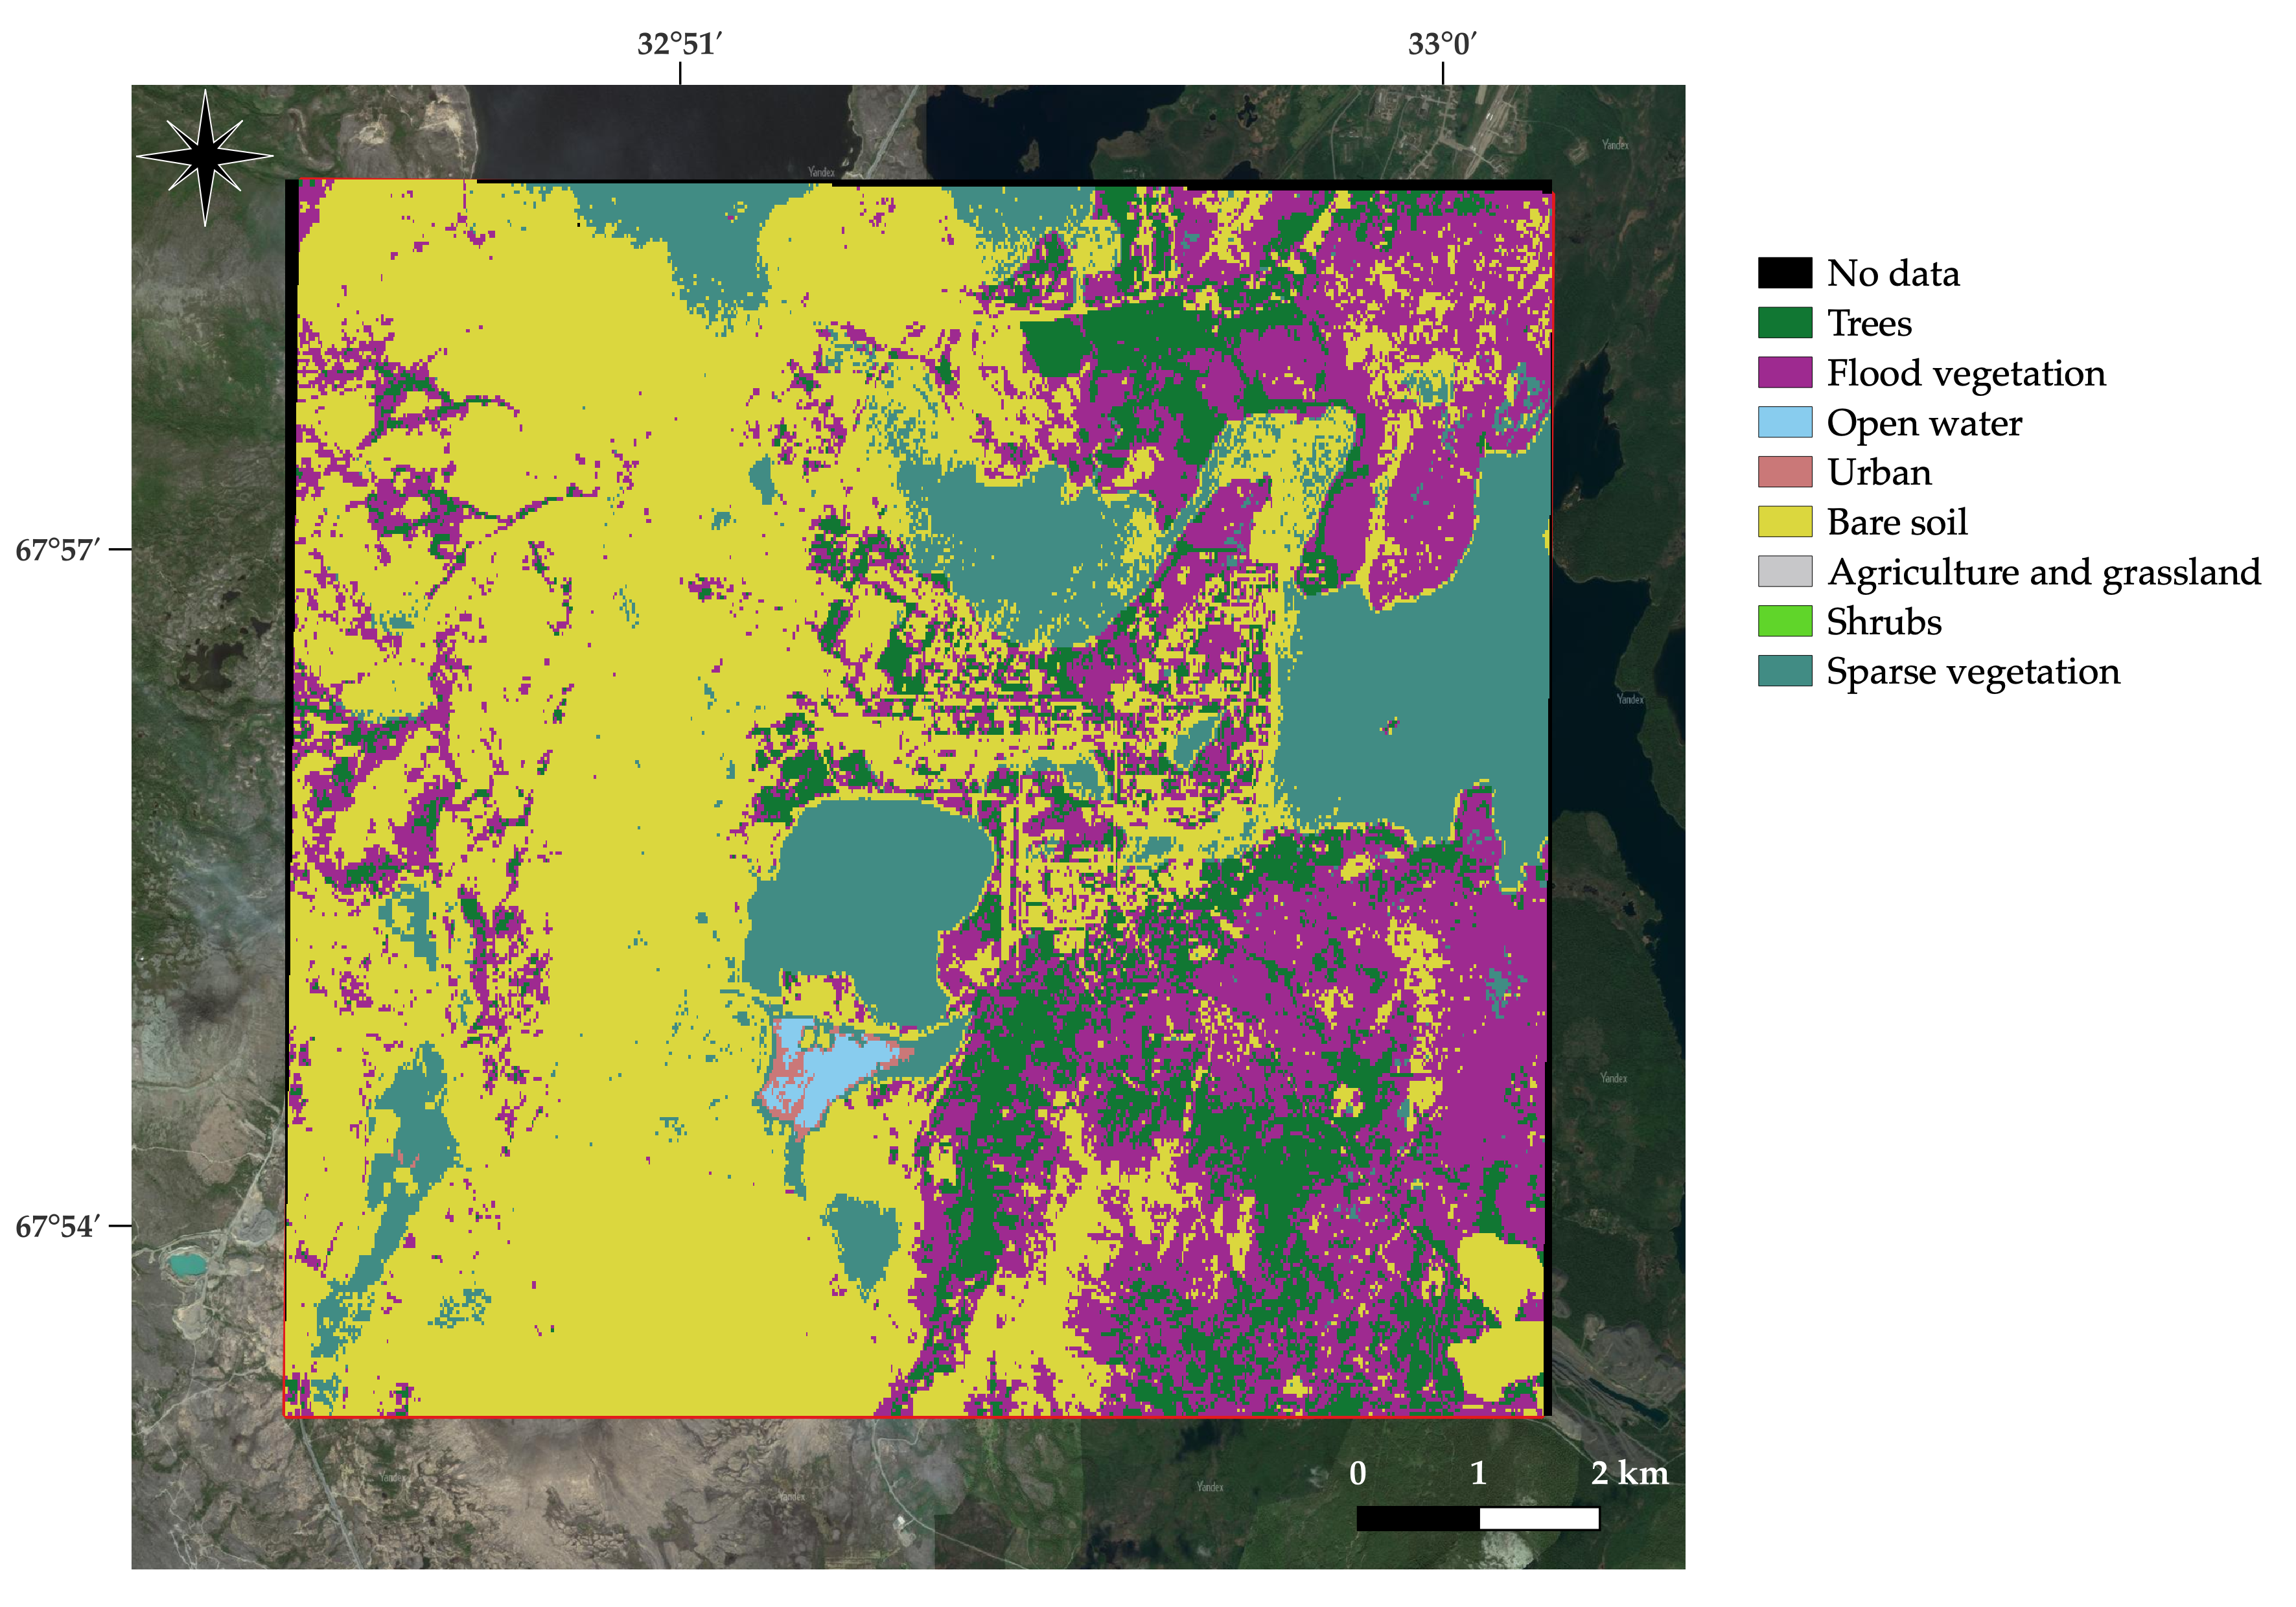 32°51′ 33°0′
Yandex
Yandex
No data
Trees
Flood vegetation
Open water
Urban
Bare soil
67°57′
Agriculture and grassland
Shrubs
Sparse vegetation
Yandex
Yandex
67°54′
0 1 2 km
Yandex
Yandex
Yandex